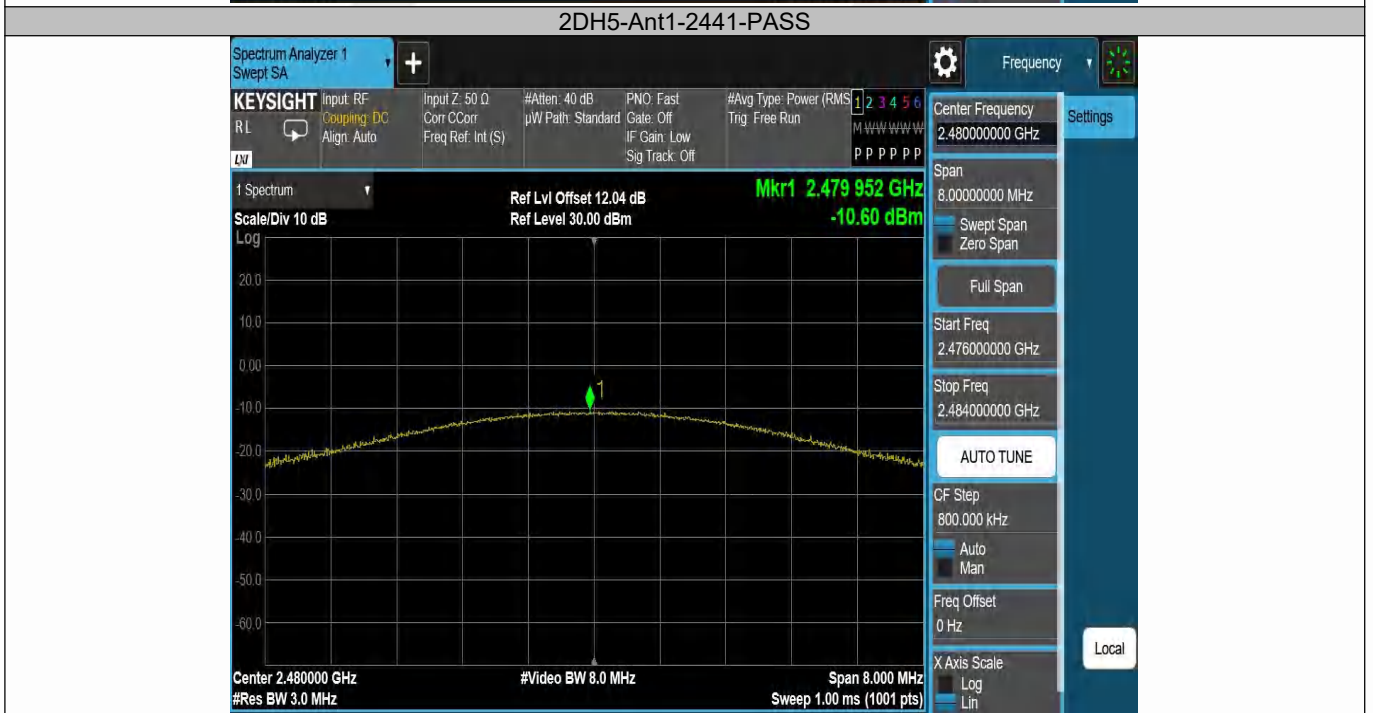 2DH5-Ant1-2441-PASS
Spectrum Analyzer 1
Swept SA
+
Frequency
KEYSIGHT
RL
LXI
Input: RF
Coupling: DC
Align: Auto
Input Z: 50 Ω
Corr CCorr
Freq Ref: Int (S)
#Atten: 40 dB
µW Path: Standard
PNO: Fast
Gate: Off
IF Gain: Low
Sig Track: Off
#Avg Type: Power (RMS
Trig: Free Run
1 2 3 4 5 6
M W W W W W
P P P P P P
1 Spectrum
Scale/Div 10 dB
Log
Ref Lvl Offset 12.04 dB
Ref Level 30.00 dBm
Mkr1 2.479 952 GHz
-10.60 dBm
20.0
10.0
0.00
-10.0
-20.0
-30.0
-40.0
-50.0
-60.0
1
Center 2.480000 GHz
#Res BW 3.0 MHz
#Video BW 8.0 MHz
Span 8.000 MHz
Sweep 1.00 ms (1001 pts)
Center Frequency
2.480000000 GHz
Settings
Span
8.00000000 MHz
Swept Span
Zero Span
Full Span
Start Freq
2.476000000 GHz
Stop Freq
2.484000000 GHz
AUTO TUNE
CF Step
800.000 kHz
Auto
Man
Freq Offset
0 Hz
X Axis Scale
Log
Lin
Local